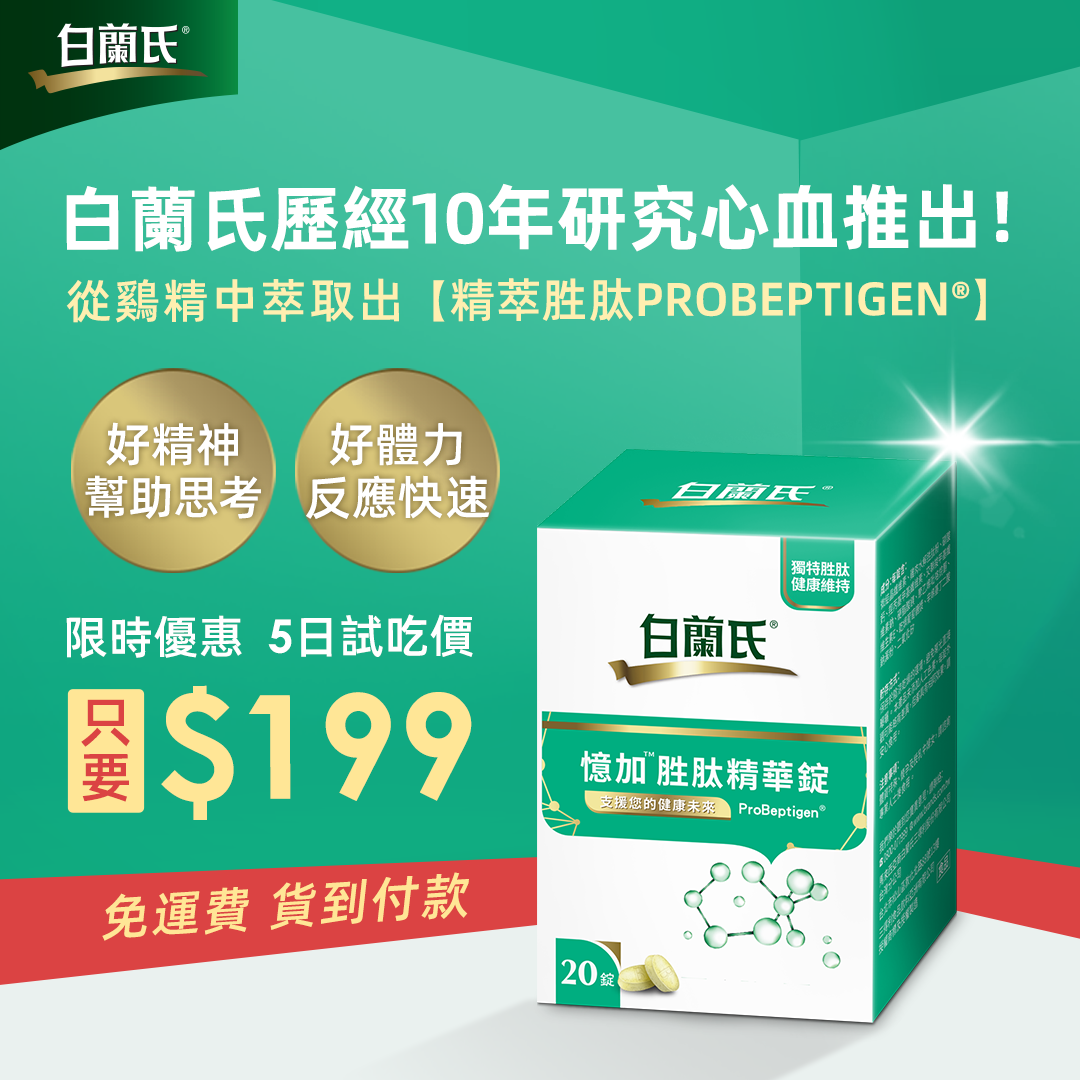 白蘭氏®
白蘭氏歷經10年研究心血推出！
從鷄精中萃取出【精萃胜肽PROBEPTIGEN®】
好精神
幫助思考
好體力
反應快速
限時優惠 5日試吃價
只要
$199
免運費 貨到付款
白蘭氏®
獨特胜肽
健康維持
白蘭氏®
憶加™胜肽精華錠
支援您的健康未來
ProBeptigen®
20錠